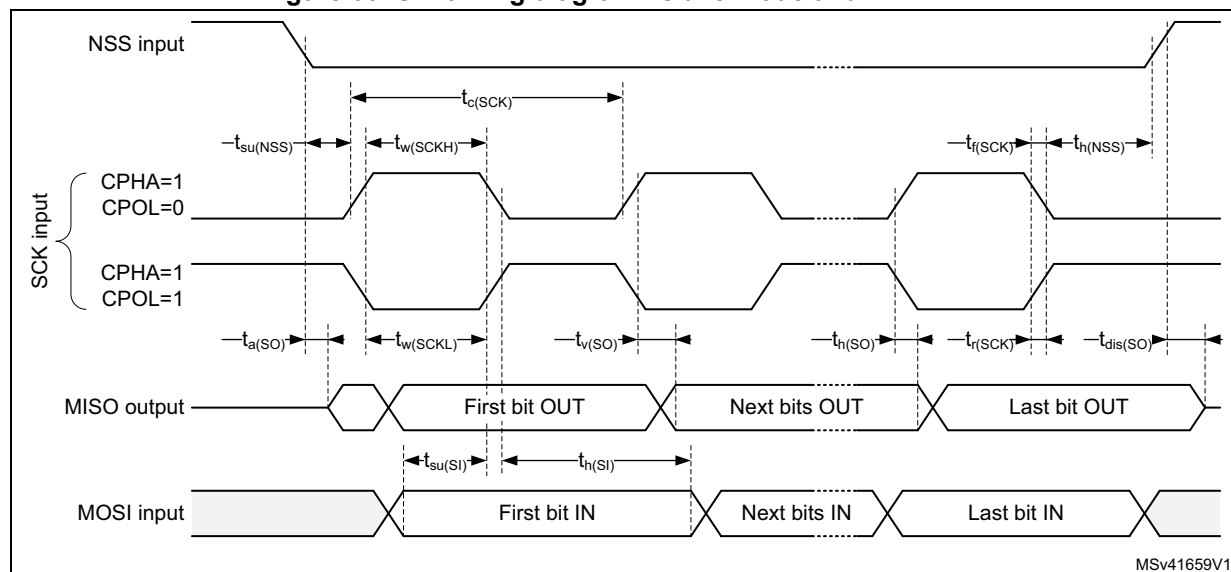 NSS input
tc(SCK)
tsu(NSS)
tw(SCKH)
tf(SCK)
th(NSS)
SCK input
CPHA=1
CPOL=0
CPHA=1
CPOL=1
ta(SO)
tw(SCKL)
tv(SO)
th(SO)
tr(SCK)
tdis(SO)
MISO output
First bit OUT
Next bits OUT
Last bit OUT
tsu(SI)
th(SI)
MOSI input
First bit IN
Next bits IN
Last bit IN
MSv41659V1